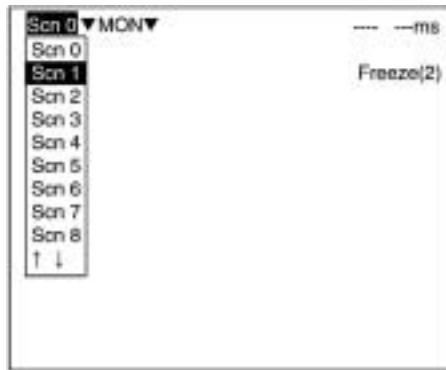 Scn 0▼MON▼ ---- ---ms
Scn 0
Scn 1 Freeze(2)
Scn 2
Scn 3
Scn 4
Scn 5
Scn 6
Scn 7
Scn 8
↑ ↓